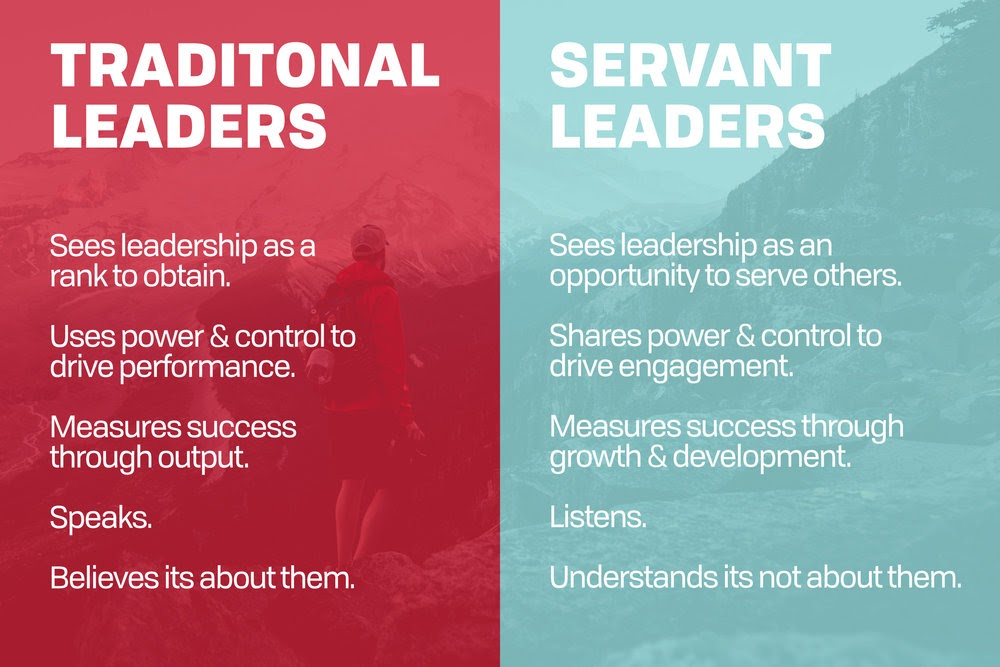 TRADITONAL
LEADERS
Sees leadership as a
rank to obtain.
Uses power & control to
drive performance.
Measures success
through output.
Speaks.
Believes its about them.
SERVANT
LEADERS
Sees leadership as an
opportunity to serve others.
Shares power & control to
drive engagement.
Measures success through
growth & development.
Listens.
Understands its not about them.